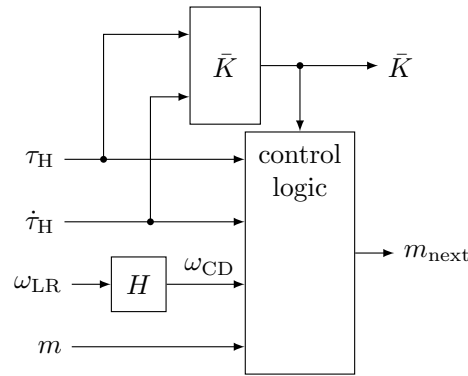 K̄
K̄
τ_H
control
logic
τ̇_H
ω_LR
H
ω_CD
m_next
m